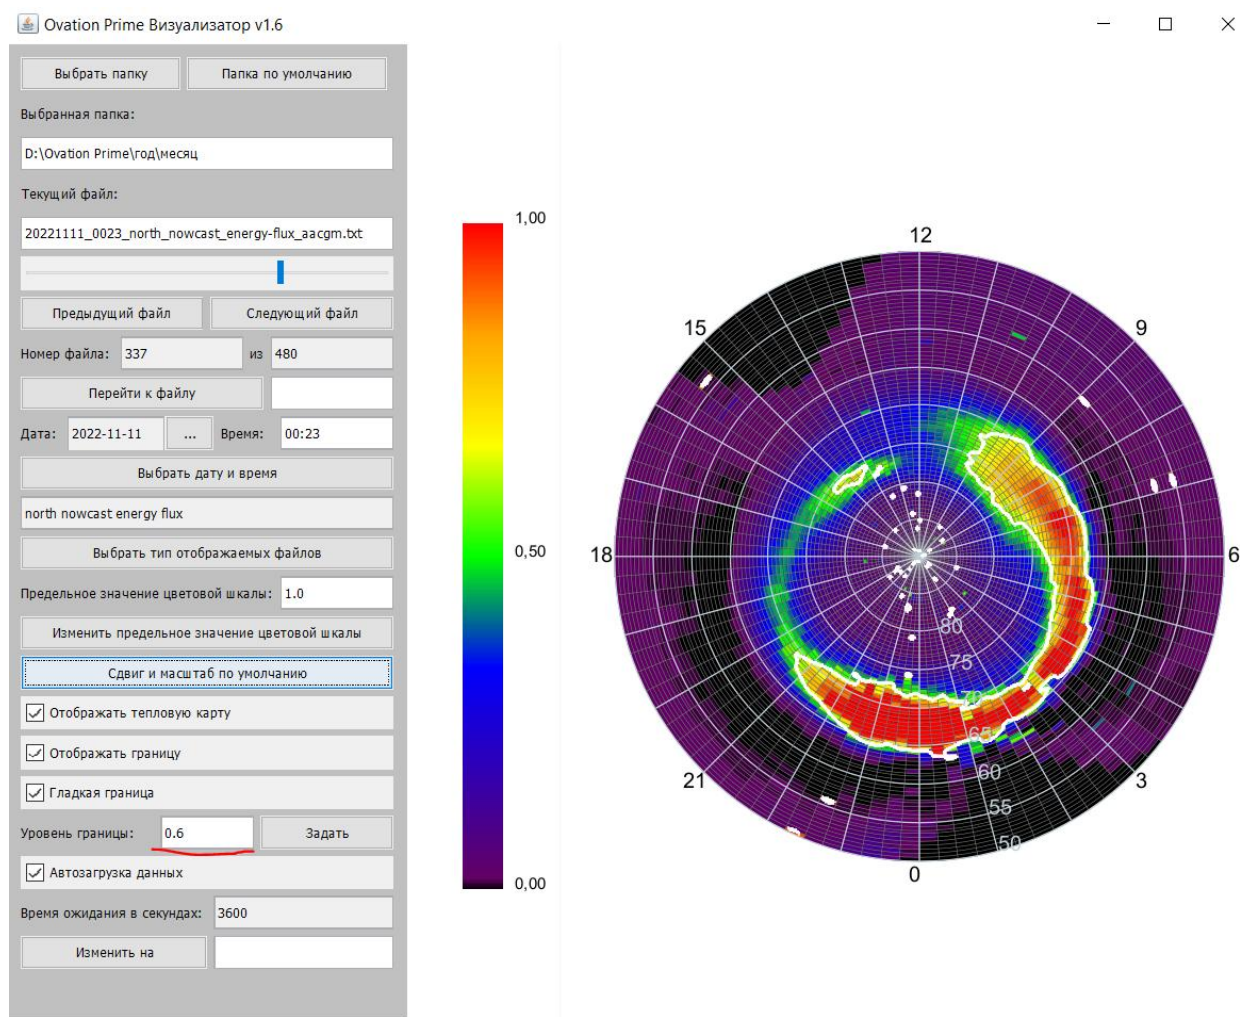 Ovation Prime Визуализатор v1.6
Выбрать папку Папка по умолчанию
Выбранная папка:
D:\Ovation Prime\год\месяц
Текущий файл:
20221111_0023_north_nowcast_energy-flux_aacgm.txt
Предыдущий файл Следующий файл
Номер файла: 337 из 480
Перейти к файлу
Дата: 2022-11-11 ... Время: 00:23
Выбрать дату и время
north nowcast energy flux
Выбрать тип отображаемых файлов
Предельное значение цветовой шкалы: 1.0
Изменить предельное значение цветовой шкалы
Сдвиг и масштаб по умолчанию
Отображать тепловую карту
Отображать границу
Гладкая граница
Уровень границы: 0.6 Задать
Автозагрузка данных
Время ожидания в секундах: 3600
Изменить на
1,00
0,50
0,00
12
15
9
18
6
80
75
70
65
60
55
50
21
3
0